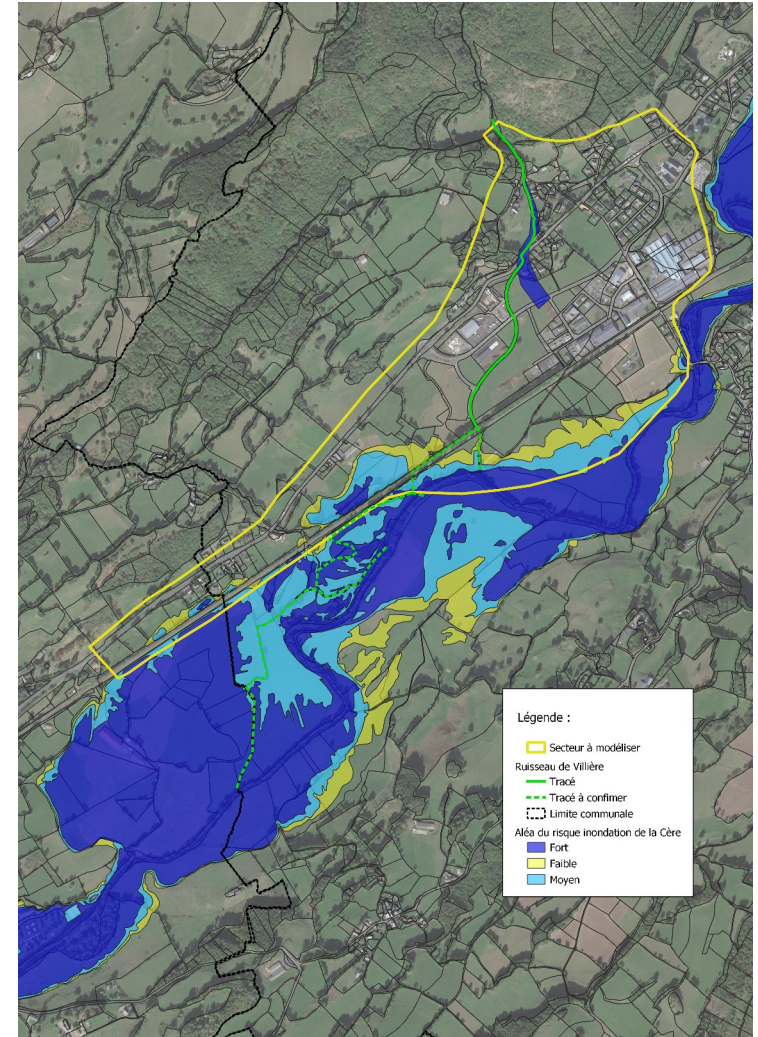 Légende :
Secteur à modéliser
Ruisseau de Villière
Tracé
Tracé à confimer
Limite communale
Aléa du risque inondation de la Cère
Fort
Faible
Moyen